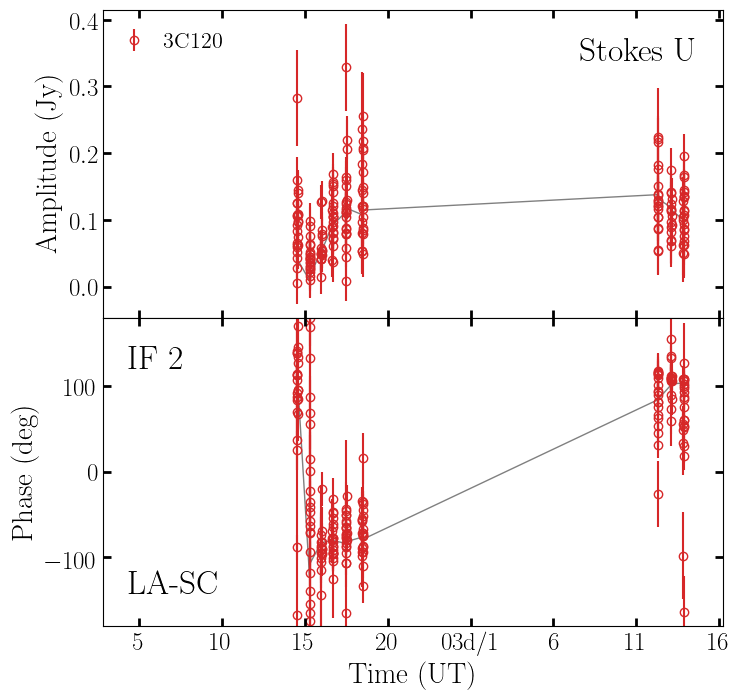 0.4
3C120
Stokes U
0.3
0.2
0.1
0.0
Amplitude (Jy)
IF 2
100
0
−100
Phase (deg)
LA-SC
5 10 15 20 03d/1 6 11 16
Time (UT)